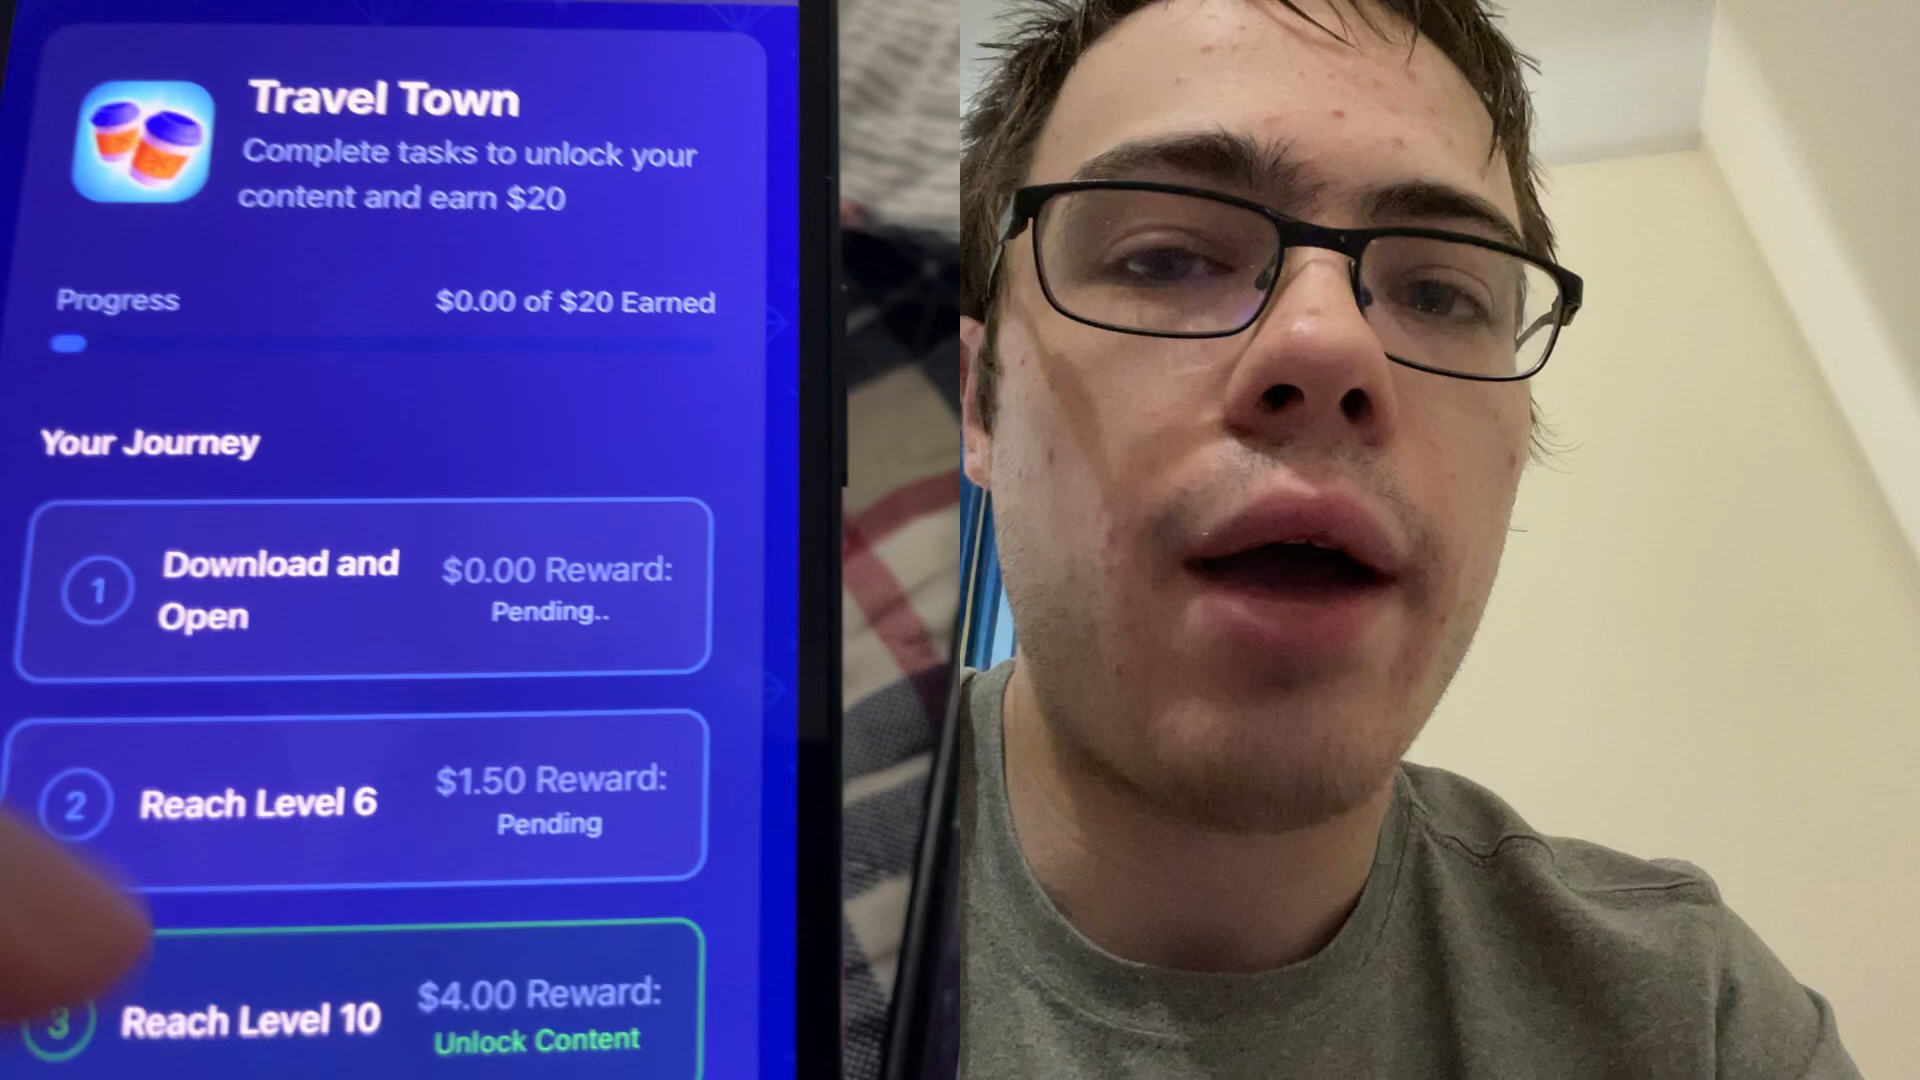 Travel Town
Complete tasks to unlock your
content and earn $20
Progress
$0.00 of $20 Earned
Your Journey
1
Download and
Open
$0.00 Reward:
Pending..
2
Reach Level 6
$1.50 Reward:
Pending
3
Reach Level 10
$4.00 Reward:
Unlock Content